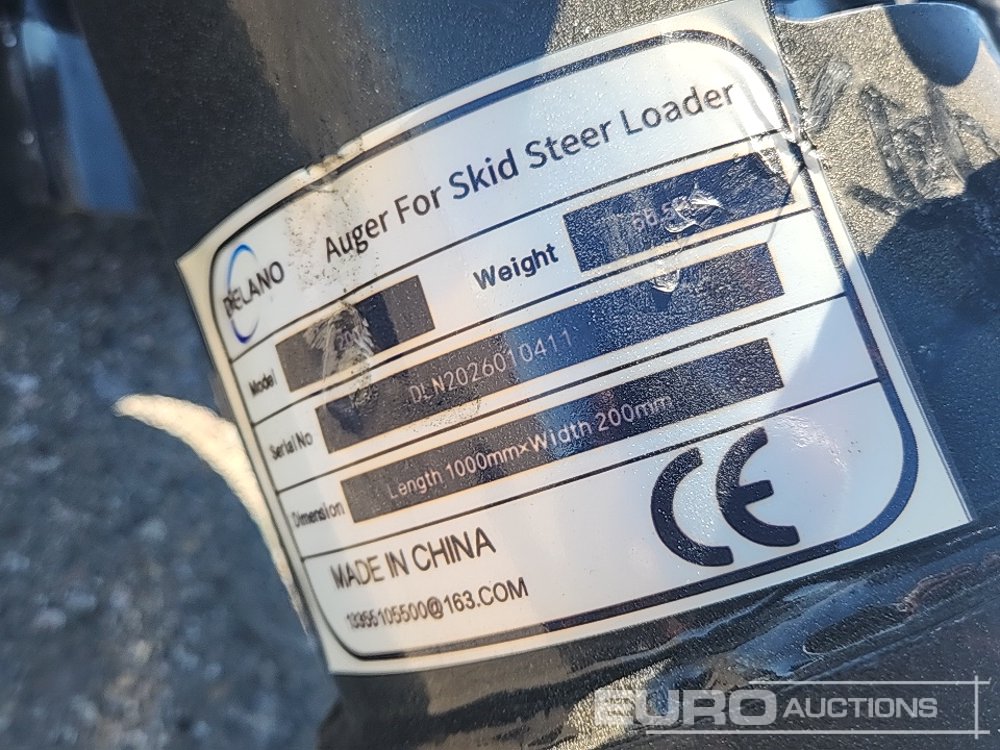 DELANO
Auger For Skid Steer Loader
Model
Weight
Serial No DLN2026010411
Dimension Length 1000mm×Width 200mm
MADE IN CHINA
13355105500@163.COM
CE
EURO AUCTIONS